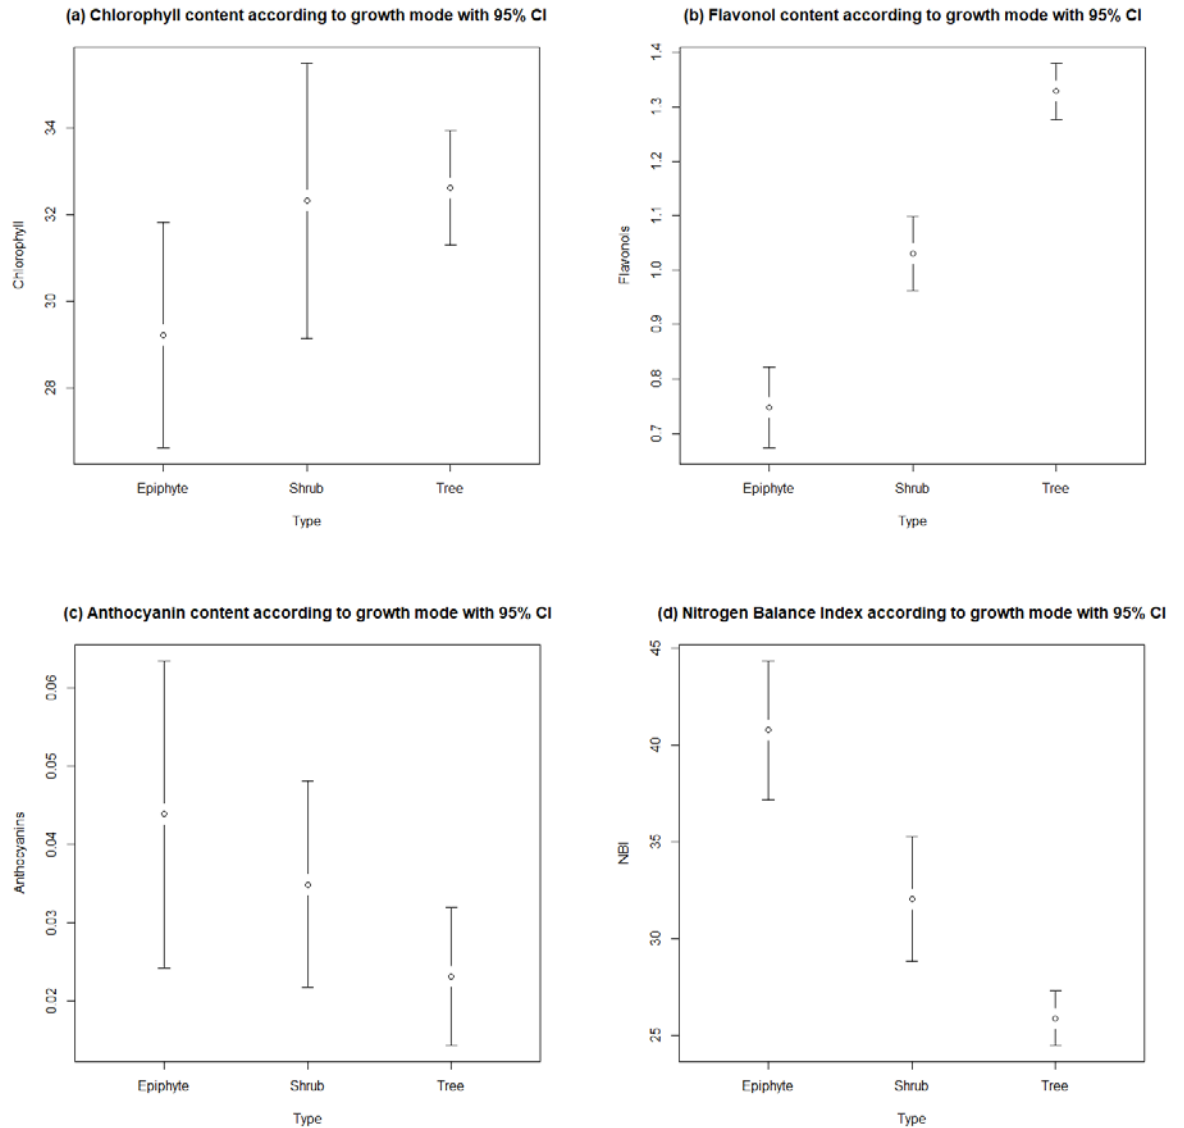 (a) Chlorophyll content according to growth mode with 95% CI
Chlorophyll
34
32
30
28
Epiphyte Shrub Tree
Type
(b) Flavonol content according to growth mode with 95% CI
Flavonols
1.4
1.3
1.2
1.1
1.0
0.9
0.8
0.7
Epiphyte Shrub Tree
Type
(c) Anthocyanin content according to growth mode with 95% CI
Anthocyanins
0.06
0.05
0.04
0.03
0.02
Epiphyte Shrub Tree
Type
(d) Nitrogen Balance Index according to growth mode with 95% CI
NBI
45
40
35
30
25
Epiphyte Shrub Tree
Type